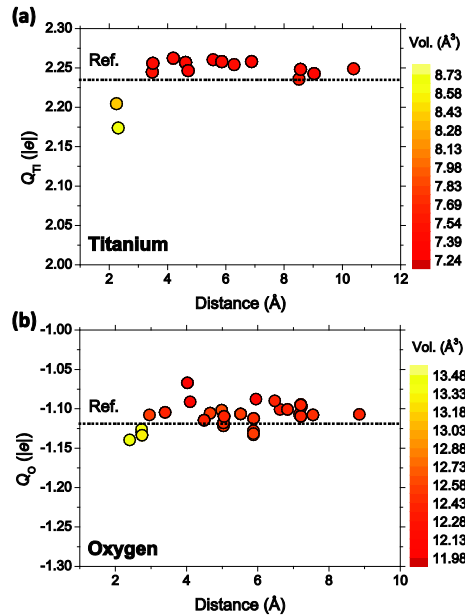 (a)
Vol. (Å³)
2.30
2.25
2.20
2.15
2.10
2.05
2.00
Q_Ti (|e|)
Ref.
Titanium
2 4 6 8 10 12
Distance (Å)
8.73
8.58
8.43
8.28
8.13
7.98
7.83
7.69
7.54
7.39
7.24
(b)
Vol. (Å³)
-1.00
-1.05
-1.10
-1.15
-1.20
-1.25
-1.30
Q_O (|e|)
Ref.
Oxygen
0 2 4 6 8 10
Distance (Å)
13.48
13.33
13.18
13.03
12.88
12.73
12.58
12.43
12.28
12.13
11.98